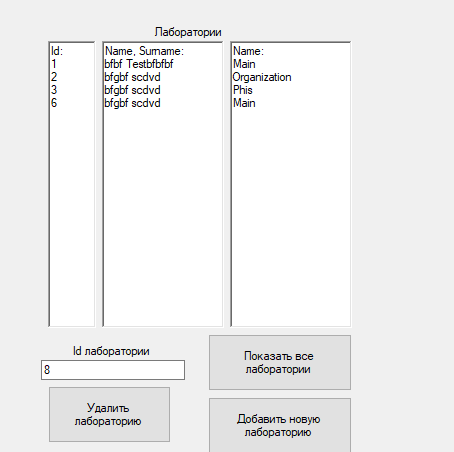 Лаборатории
Id: Name, Surname: Name:
1 bfbf Testbfbfbf Main
2 bfgbf scdvd Organization
3 bfgbf scdvd Phis
6 bfgbf scdvd Main
Id лаборатории
8
Показать все
лаборатории
Удалить
лабораторию
Добавить новую
лабораторию